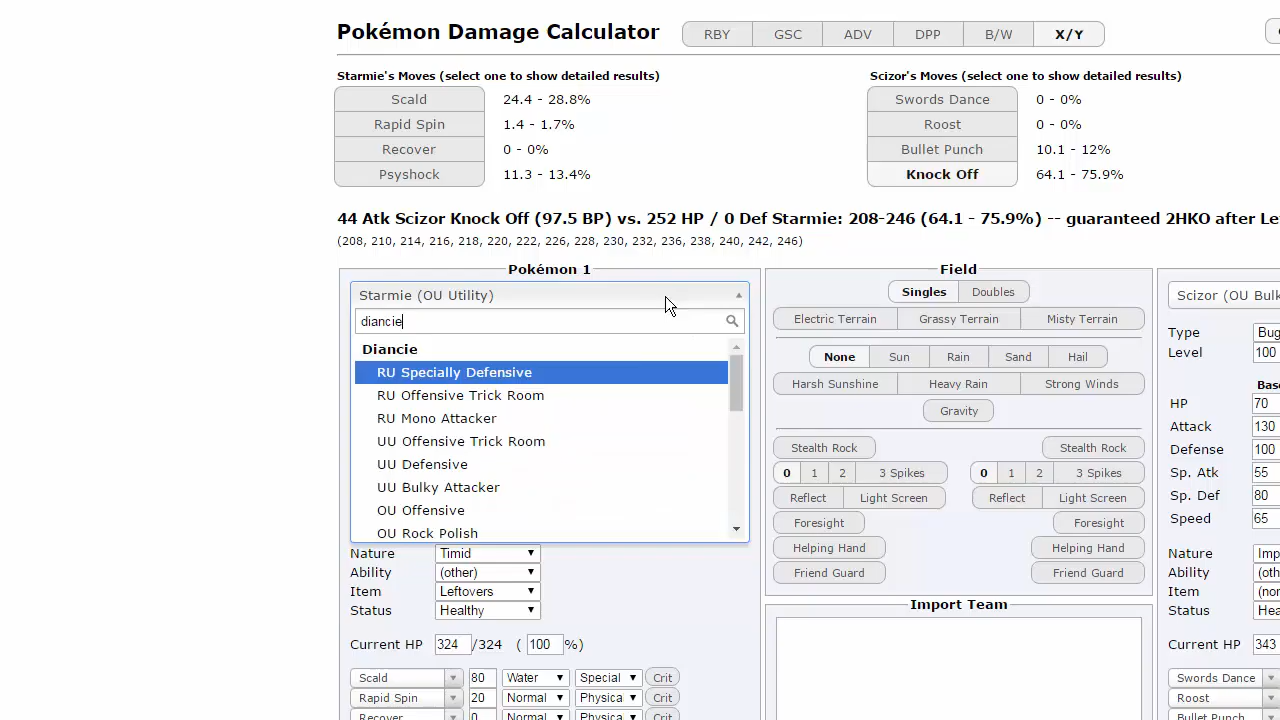 Pokémon Damage Calculator
RBY GSC ADV DPP B/W X/Y
Starmie's Moves (select one to show detailed results)
Scald 24.4 - 28.8%
Rapid Spin 1.4 - 1.7%
Recover 0 - 0%
Psyshock 11.3 - 13.4%
Scizor's Moves (select one to show detailed results)
Swords Dance 0 - 0%
Roost 0 - 0%
Bullet Punch 10.1 - 12%
Knock Off 64.1 - 75.9%
44 Atk Scizor Knock Off (97.5 BP) vs. 252 HP / 0 Def Starmie: 208-246 (64.1 - 75.9%) -- guaranteed 2HKO after Le
(208, 210, 214, 216, 218, 220, 222, 226, 228, 230, 232, 236, 238, 240, 242, 246)
Pokémon 1
Starmie (OU Utility)
diancie
Diancie
RU Specially Defensive
RU Offensive Trick Room
RU Mono Attacker
UU Offensive Trick Room
UU Defensive
UU Bulky Attacker
OU Offensive
OU Rock Polish
Nature Timid
Ability (other)
Item Leftovers
Status Healthy
Current HP 324 /324 ( 100 %)
Scald 80 Water Special Crit
Rapid Spin 20 Normal Physica Crit
Recover 0 Normal Physica Crit
Field
Singles Doubles
Electric Terrain Grassy Terrain Misty Terrain
None Sun Rain Sand Hail
Harsh Sunshine Heavy Rain Strong Winds
Gravity
Stealth Rock Stealth Rock
0 1 2 3 Spikes 0 1 2 3 Spikes
Reflect Light Screen Reflect Light Screen
Foresight Foresight
Helping Hand Helping Hand
Friend Guard Friend Guard
Import Team
Scizor (OU Bulk
Type Bug
Level 100
Base
HP 70
Attack 130
Defense 100
Sp. Atk 55
Sp. Def 80
Speed 65
Nature Imp
Ability (oth
Item (nor
Status Hea
Current HP 343
Swords Dance
Roost
Bullet Punch